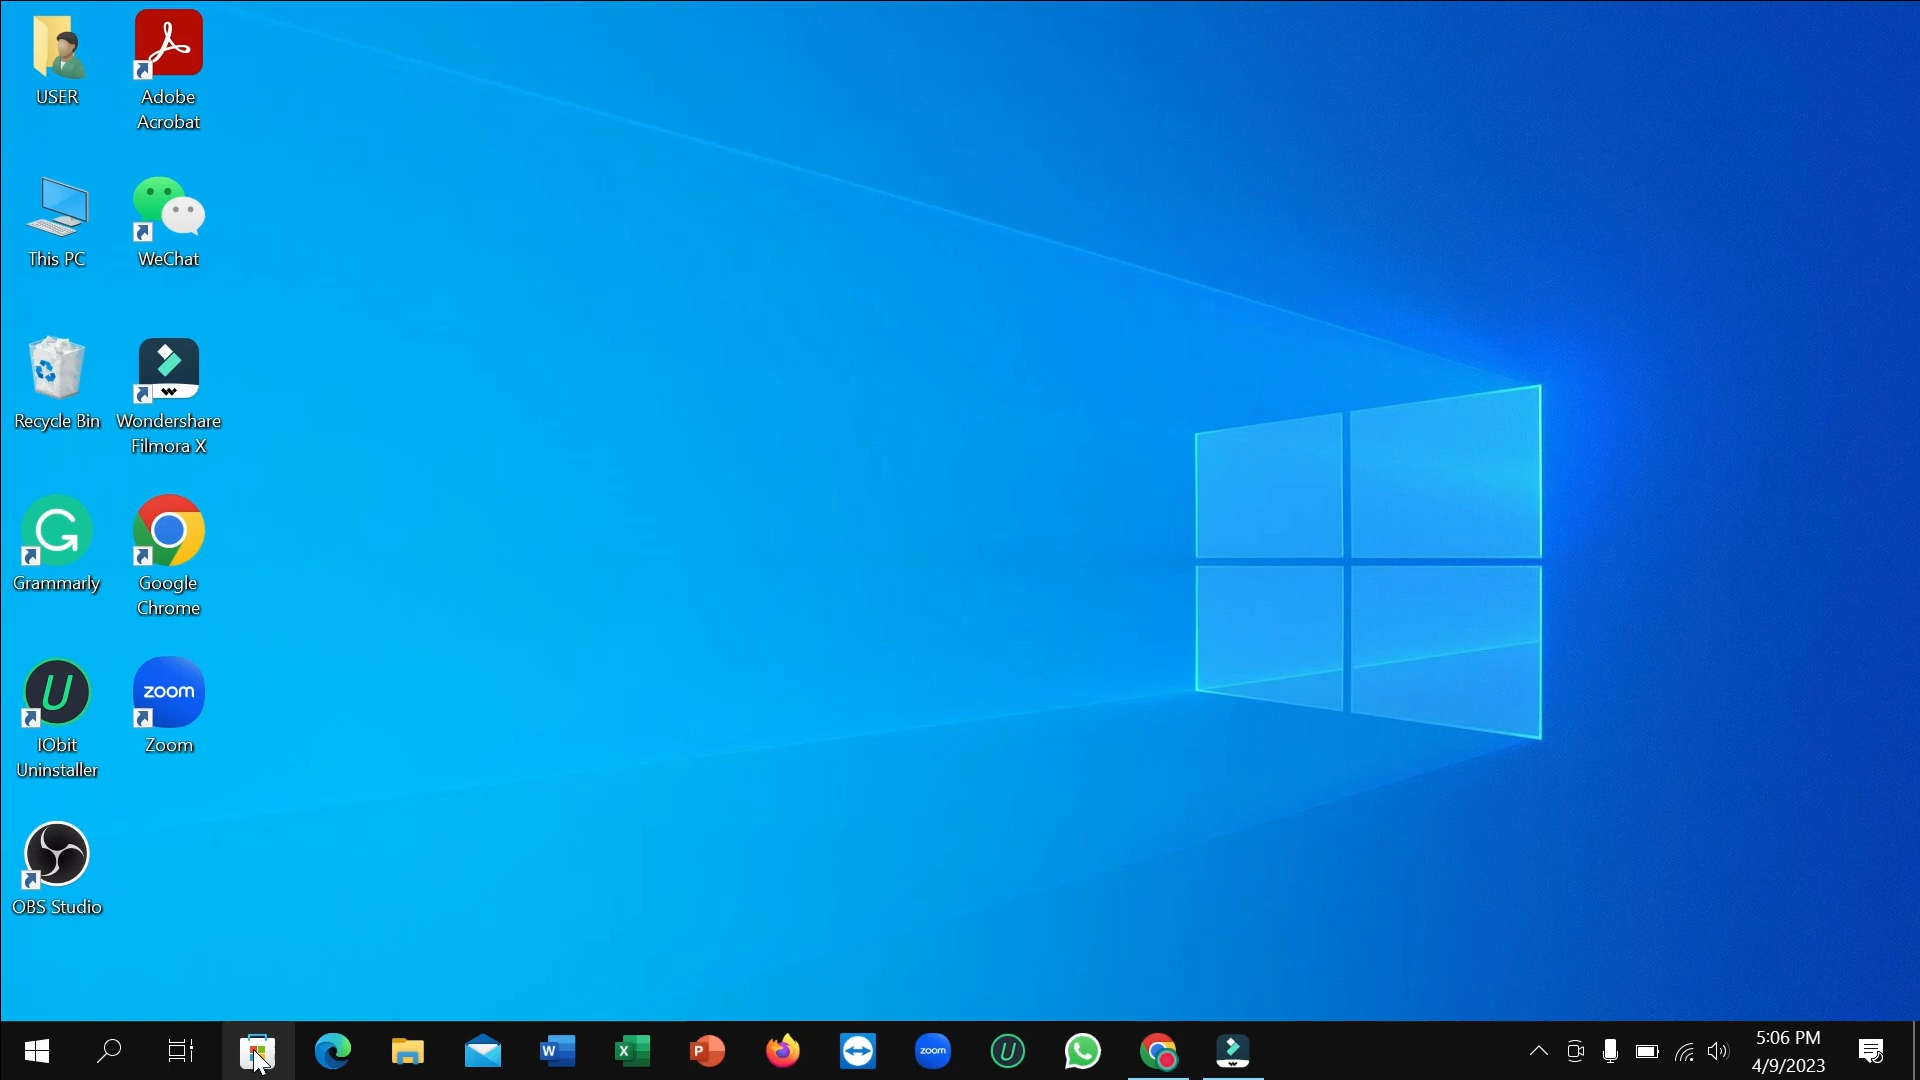 USER
Adobe
Acrobat
This PC
WeChat
Recycle Bin
Wondershare
Filmora X
Grammarly
Google
Chrome
zoom
IObit
Uninstaller
Zoom
OBS Studio
W
X
P
zoom
5:06 PM
4/9/2023